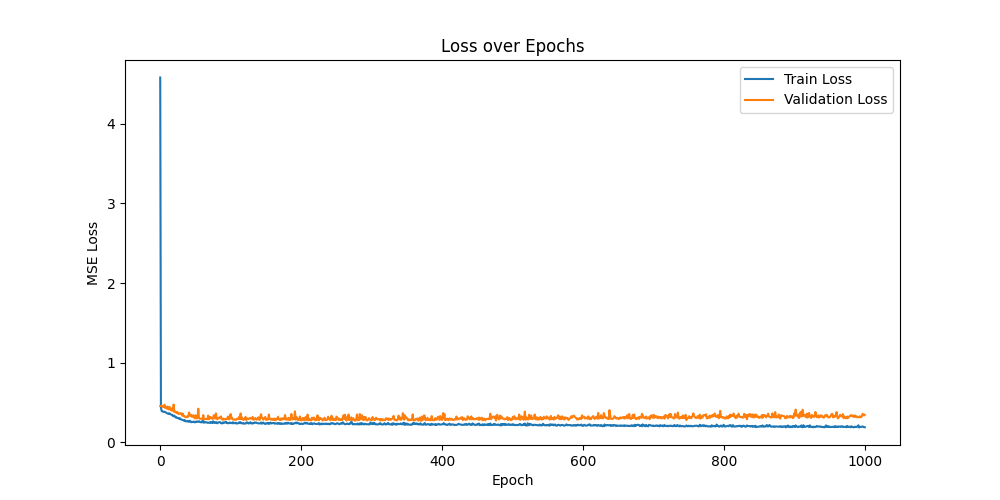 Loss over Epochs
Train Loss
Validation Loss
MSE Loss
4
3
2
1
0
0 200 400 600 800 1000
Epoch